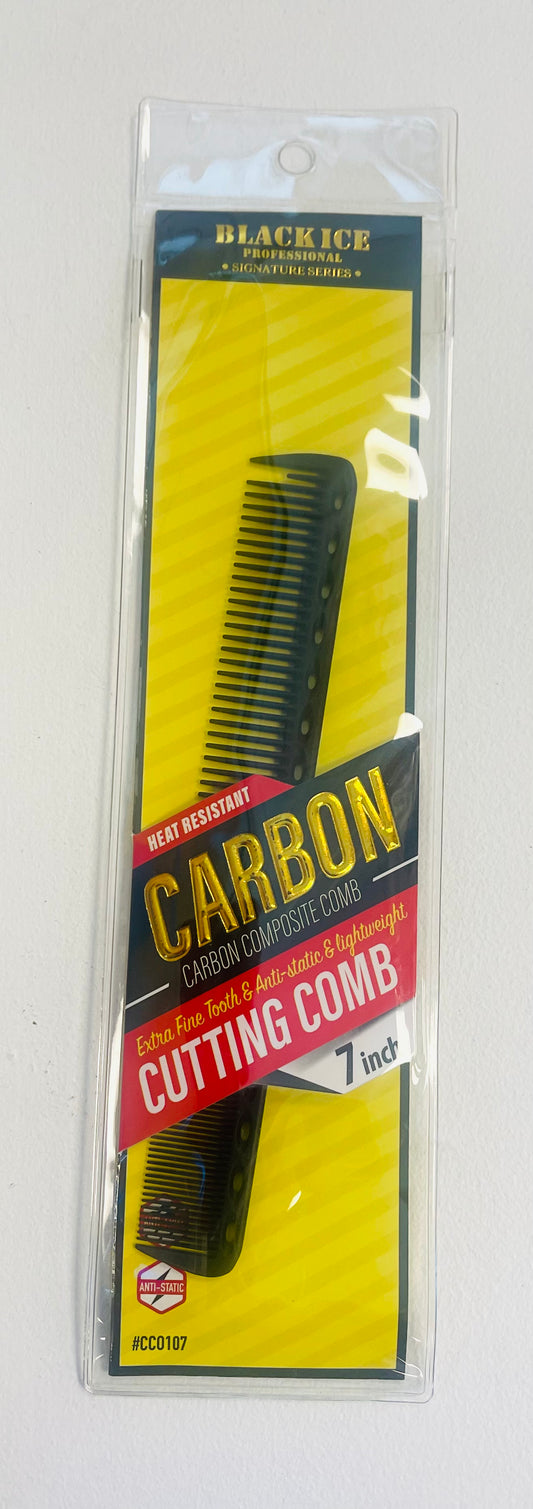 BLACK ICE
PROFESSIONAL
• SIGNATURE SERIES •
HEAT RESISTANT
CARBON
CARBON COMPOSITE COMB
Extra Fine Tooth & Anti-static & lightweight
CUTTING COMB
7 inch
ANTI-STATIC
#CC0107